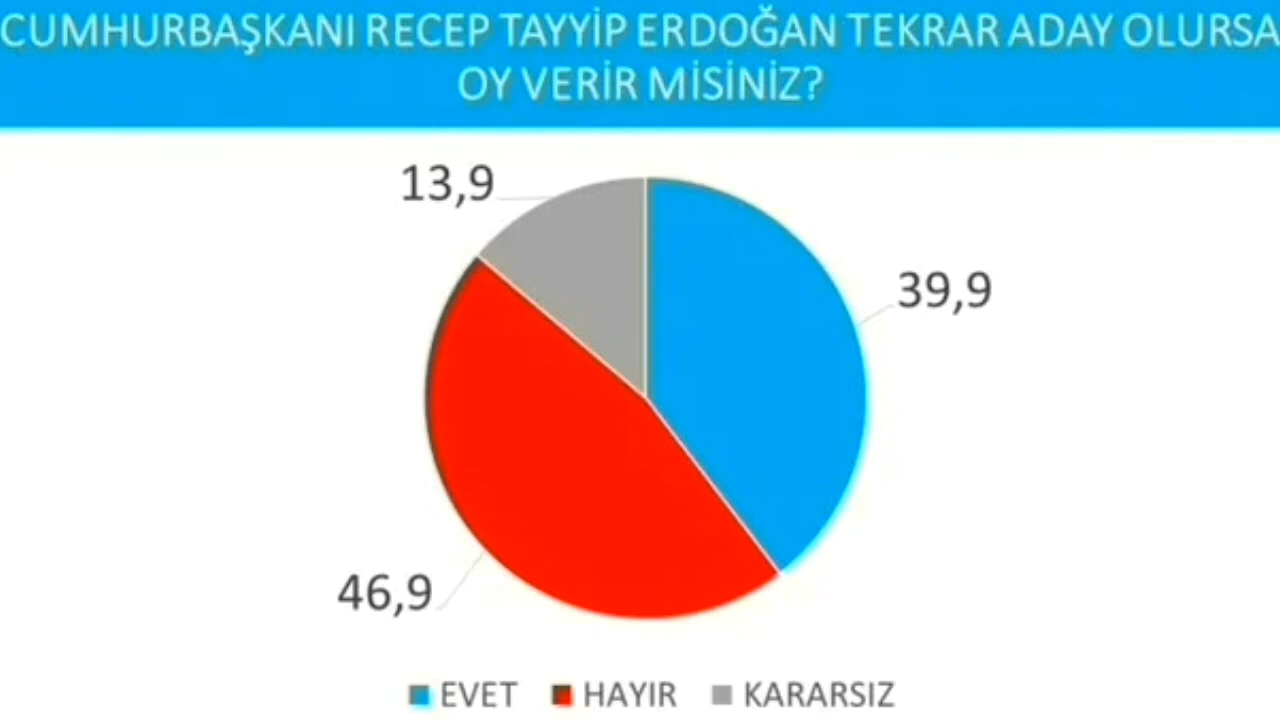 CUMHURBAŞKANI RECEP TAYYİP ERDOĞAN TEKRAR ADAY OLURSA
OY VERİR MİSİNİZ?
13,9
39,9
46,9
EVET HAYIR KARARSIZ